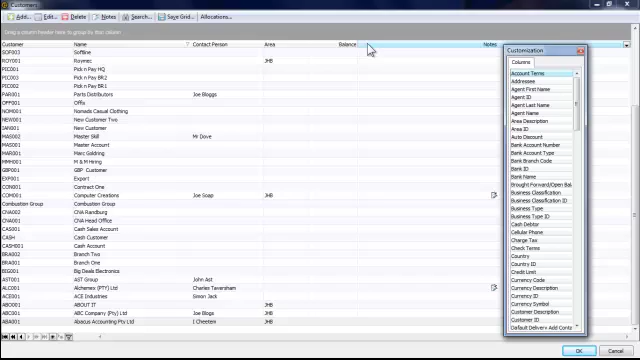 Customers
Add... Edit... Delete Notes Search... Save Grid... Allocations...
Drag a column header here to group by that column
Customer Name Contact Person Area Balance Notes
SOF003 Softline
ROY001 Roymec JHB
PIC001 Pick n Pay HQ
PIC003 Pick n Pay BR2
PIC002 Pick n Pay BR1
PAR001 Parts Distributors Joe Bloggs
OFF001 Offix
NOM001 Nomads Casual Clothing
NEW001 New Customer Two
IAN001 New Customer
MAS002 Master Skill Mr Dove
MAR001 Marc Goldring
MMH001 M & M Hiring
GBP GBP Customer
EXP001 Export
CON001 Contract One
COM001 Computer Creations Joe Soap JHB
Combustion Group Combustion Group
CNA002 CNA Randburg
CNA001 CNA Head Office
CAS001 Cash Sales Account
CASH Cash Customer
CASH001 Cash Account
BRA002 Branch Two
BRA001 Branch One
BIG001 Big Deals Electronics
AST001 AST Group John Ast
ALC001 Alchemex (PTY) Ltd Charles Taversham
ACE001 ACE Industries Simon Jack
ABO001 ABOUT IT JHB
ABC001 ABC Company (Pty) Ltd Joe Bloggs JHB
ABA001 Abacus Accounting Pty Ltd I Cheetem JHB
Customization
Columns
Account Terms
Addressee
Agent First Name
Agent ID
Agent Last Name
Agent Name
Area Description
Area ID
Auto Discount
Bank Account Number
Bank Account Type
Bank Branch Code
Bank ID
Bank Name
Brought Forward/Open Bal
Business Classification
Business Classification ID
Business Type
Business Type ID
Cash Debtor
Cellular Phone
Charge Tax
Check Terms
Country
Country ID
Credit Limit
Currency Code
Currency Description
Currency ID
Currency Symbol
Customer Description
Customer ID
Default Delivery Add Cont
OK Cancel